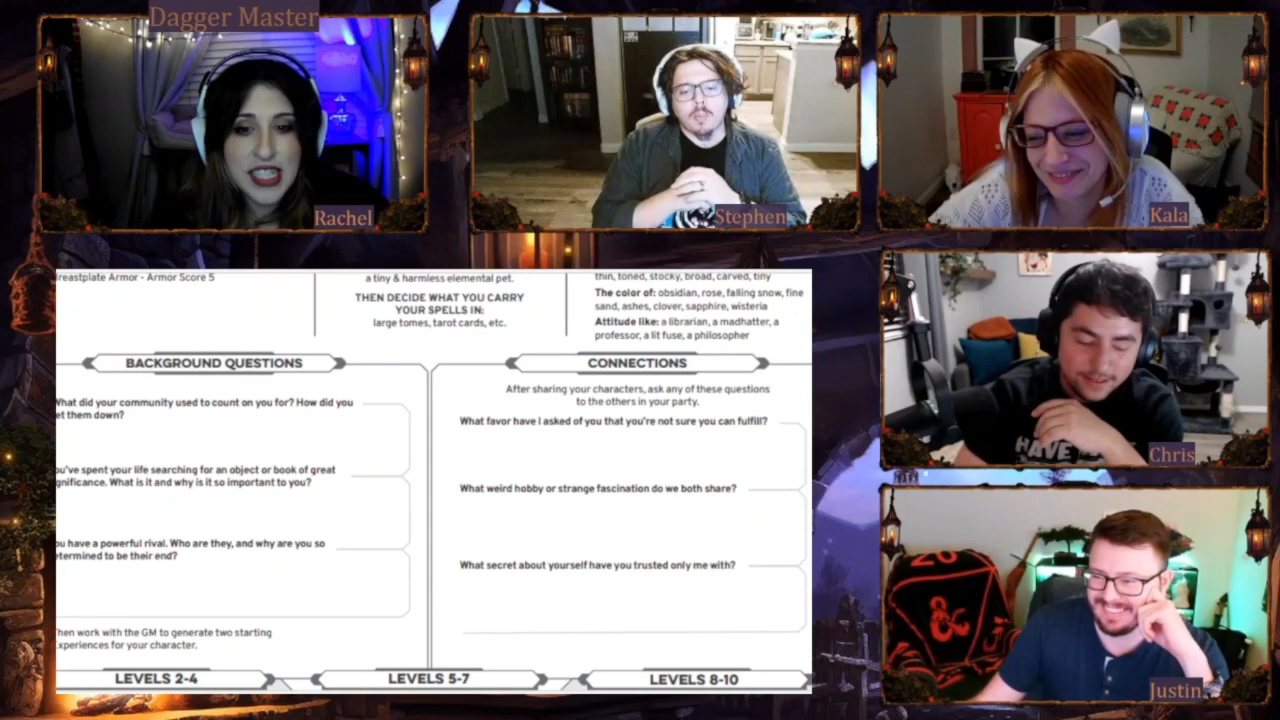 Dagger Master
Rachel
Stephen
Kala
Breastplate Armor - Armor Score 5
a tiny & harmless elemental pet.
THEN DECIDE WHAT YOU CARRY
YOUR SPELLS IN:
large tomes, tarot cards, etc.
thin, toned, stocky, broad, carved, tiny
The color of: obsidian, rose, falling snow, fine
sand, ashes, clover, sapphire, wisteria
Attitude like: a librarian, a madhatter, a
professor, a lit fuse, a philosopher
BACKGROUND QUESTIONS
What did your community used to count on you for? How did you
et them down?
ou've spent your life searching for an object or book of great
gnificance. What is it and why is it so important to you?
ou have a powerful rival. Who are they, and why are you so
etermined to be their end?
hen work with the GM to generate two starting
Experiences for your character.
CONNECTIONS
After sharing your characters, ask any of these questions
to the others in your party.
What favor have I asked of you that you're not sure you can fulfill?
What weird hobby or strange fascination do we both share?
What secret about yourself have you trusted only me with?
LEVELS 2-4
LEVELS 5-7
LEVELS 8-10
HAVE
Chris
20
&
Justin